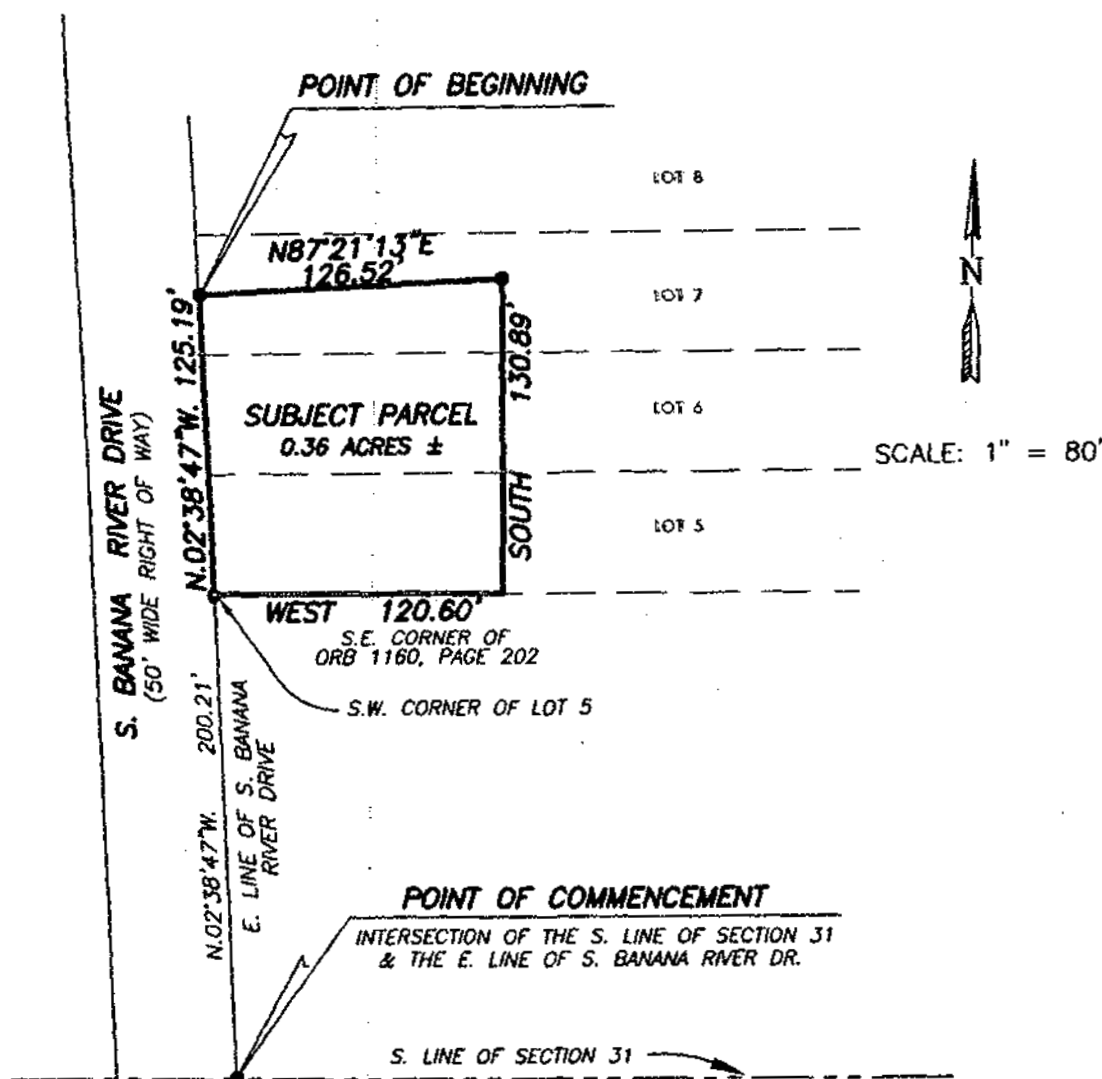 POINT OF BEGINNING
LOT 8
N87°21'13"E
126.52'
LOT 7
N
130.89'
N.02°38'47"W. 125.19'
SUBJECT PARCEL
0.36 ACRES ±
LOT 6
SCALE: 1" = 80'
S. BANANA RIVER DRIVE
(50' WIDE RIGHT OF WAY)
SOUTH
LOT 5
WEST 120.60'
S.E. CORNER OF
ORB 1160, PAGE 202
S.W. CORNER OF LOT 5
N.02°38'47"W. 200.21'
E. LINE OF S. BANANA
RIVER DRIVE
POINT OF COMMENCEMENT
INTERSECTION OF THE S. LINE OF SECTION 31
& THE E. LINE OF S. BANANA RIVER DR.
S. LINE OF SECTION 31